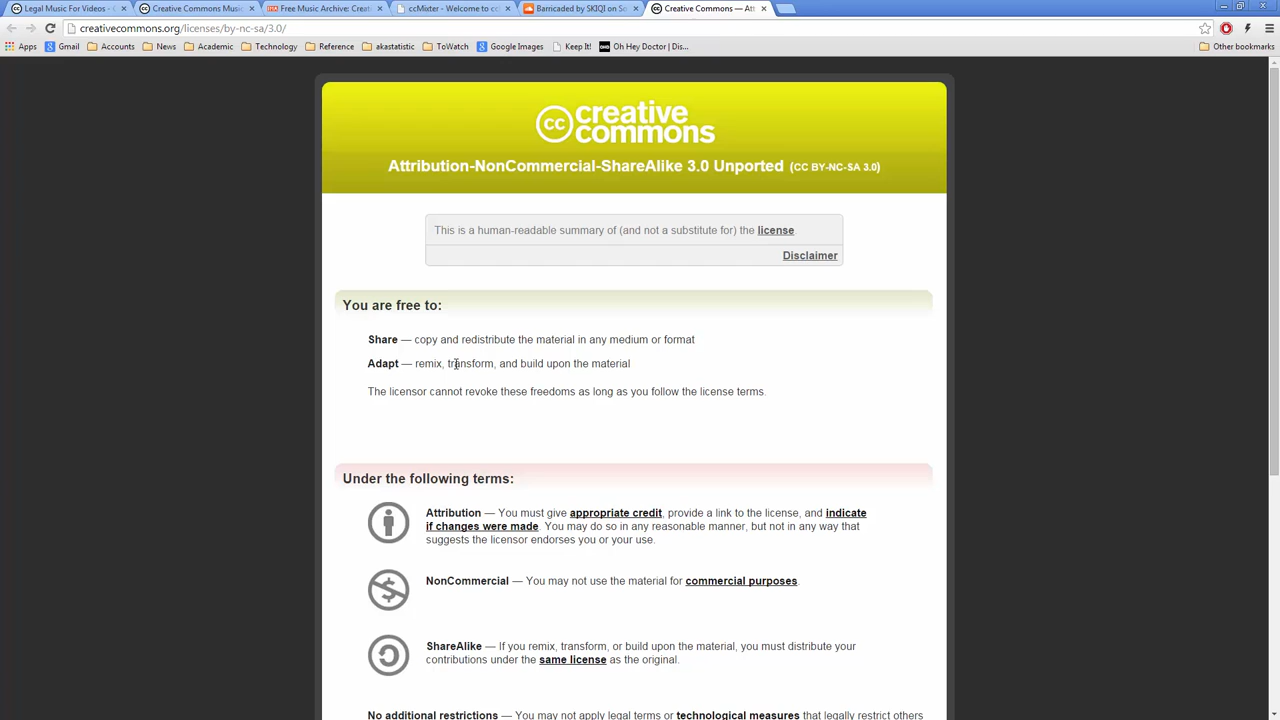 Legal Music For Videos - C
Creative Commons Music
Free Music Archive: Creati
ccMixter - Welcome to cc
Barricaded by SKIQI on So
Creative Commons — Att
creativecommons.org/licenses/by-nc-sa/3.0/
Apps Gmail Accounts News Academic Technology Reference akastatistic ToWatch Google Images Keep It! Oh Hey Doctor | Dis... Other bookmarks
cc creative commons
Attribution-NonCommercial-ShareAlike 3.0 Unported (CC BY-NC-SA 3.0)
This is a human-readable summary of (and not a substitute for) the license.
Disclaimer
You are free to:
Share — copy and redistribute the material in any medium or format
Adapt — remix, transform, and build upon the material
The licensor cannot revoke these freedoms as long as you follow the license terms.
Under the following terms:
Attribution — You must give appropriate credit, provide a link to the license, and indicate
if changes were made. You may do so in any reasonable manner, but not in any way that
suggests the licensor endorses you or your use.
NonCommercial — You may not use the material for commercial purposes.
ShareAlike — If you remix, transform, or build upon the material, you must distribute your
contributions under the same license as the original.
No additional restrictions — You may not apply legal terms or technological measures that legally restrict others